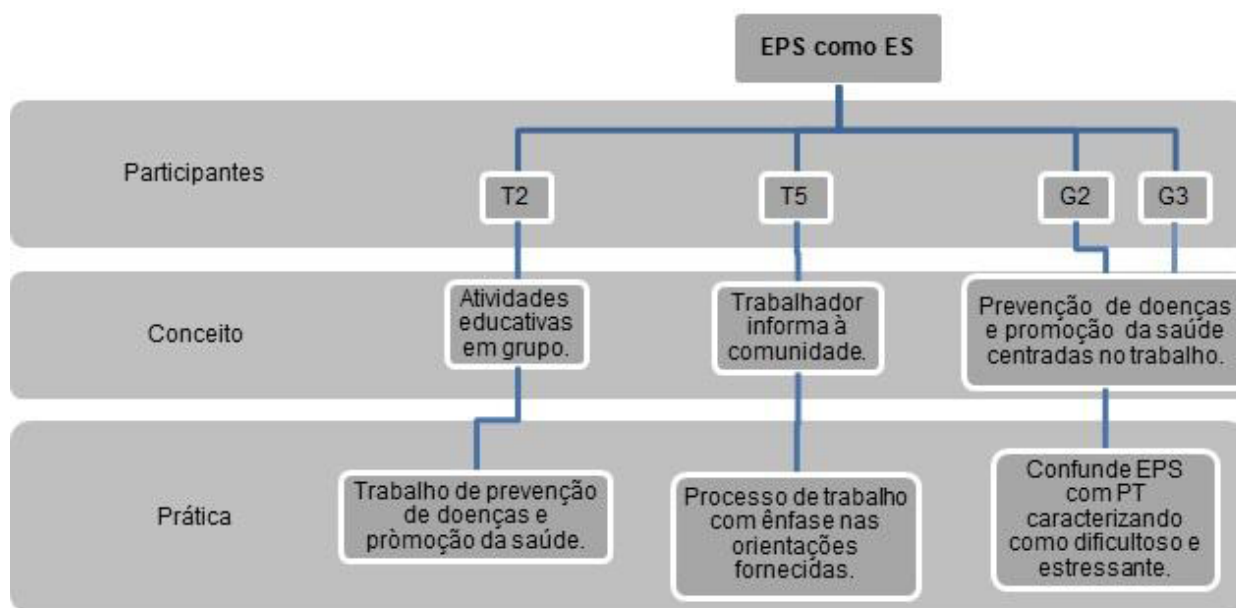 EPS como ES
Participantes
T2
T5
G2
G3
Conceito
Atividades
educativas
em grupo.
Trabalhador
informa à
comunidade.
Prevenção de doenças
e promoção da saúde
centradas no trabalho.
Prática
Trabalho de prevenção
de doenças e
pròmoção da saúde.
Processo de trabalho
com ênfase nas
orientações
fornecidas.
Confunde EPS
com PT
caracterizando
como dificultoso e
estressante.